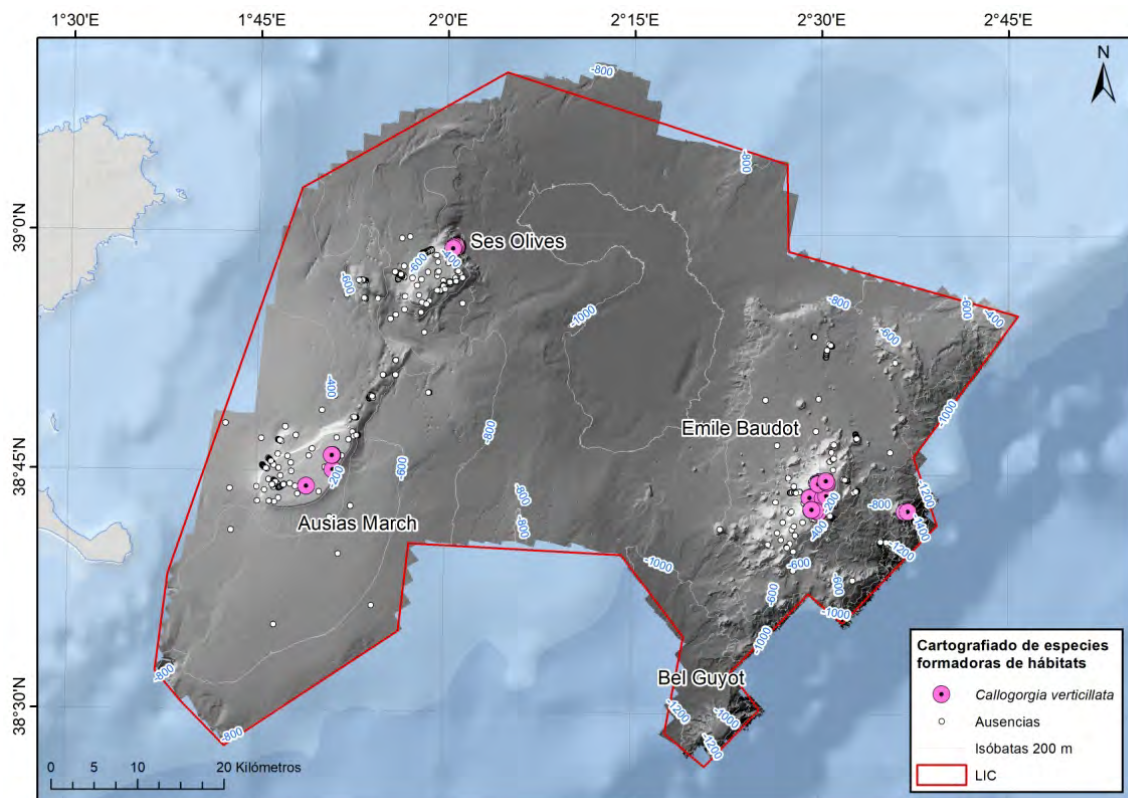 1°30'E
1°45'E
2°0'E
2°15'E
2°30'E
2°45'E
N
-800
-800
39°0'N
Ses Olives
-600
-400
-600
-800
-600
-400
-600
-1000
-400
-800
Emile Baudot
-1000
38°45'N
-200
-600
-800
-200
-800
-1200
-1400
-400
Ausias March
-800
-1000
-1200
-600
-600
-600
-1000
-1000
Bel Guyot
-800
38°30'N
-1200
-1000
-800
-1200
0 5 10 20 Kilómetros
Cartografiado de especies
formadoras de hábitats
Callogorgia verticillata
Ausencias
Isóbatas 200 m
LIC